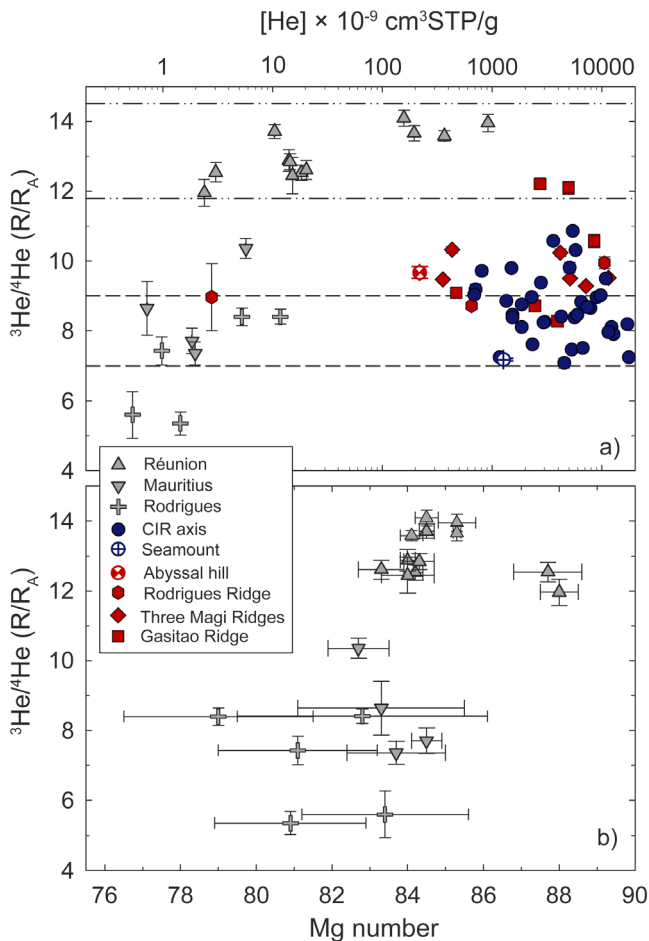 [He] × 10⁻⁹ cm³STP/g
1 10 100 1000 10000
³He/⁴He (R/Rₐ)
14
12
10
8
6
4
a)
Réunion
Mauritius
Rodrigues
CIR axis
Seamount
Abyssal hill
Rodrigues Ridge
Three Magi Ridges
Gasitao Ridge
³He/⁴He (R/Rₐ)
14
12
10
8
6
4
b)
76 78 80 82 84 86 88 90
Mg number